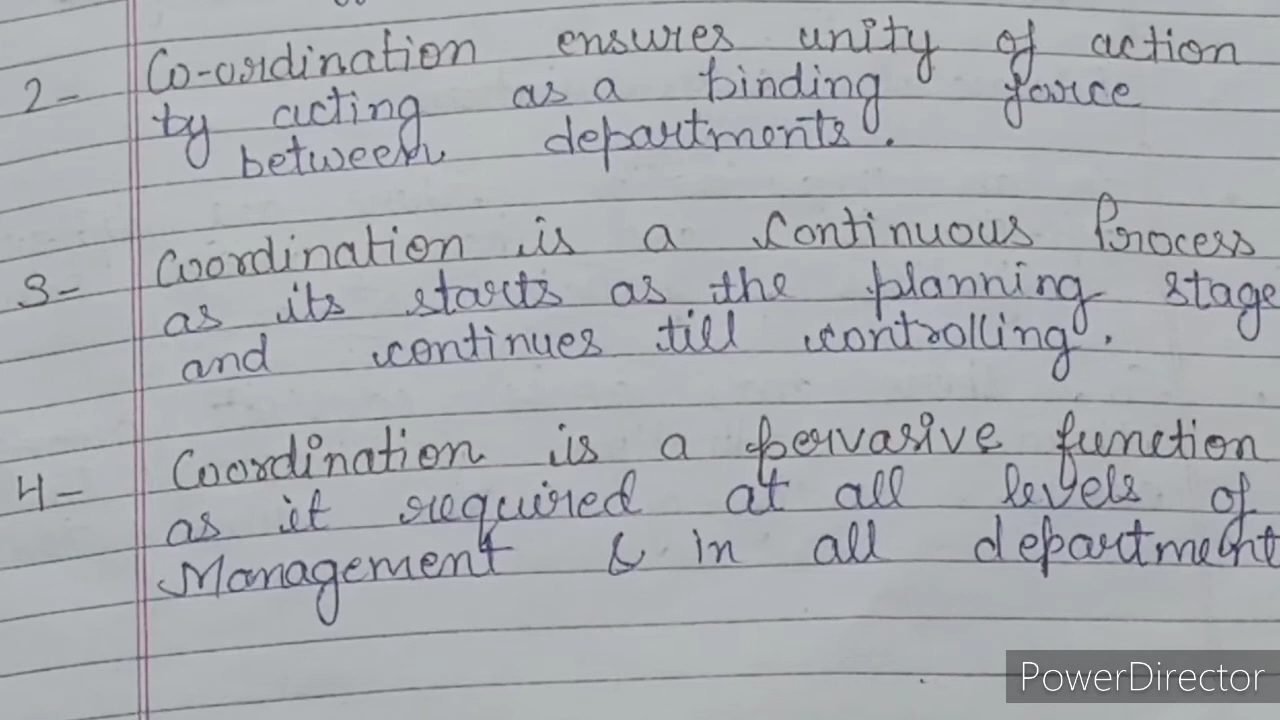 2- Co-ordination ensures unity of action
by acting as a binding force
between departments.
3- Coordination is a Continuous Process
as its starts as the planning stage
and continues till controlling.
4- Coordination is a pervasive function
as it required at all levels of
Management & in all department
PowerDirector